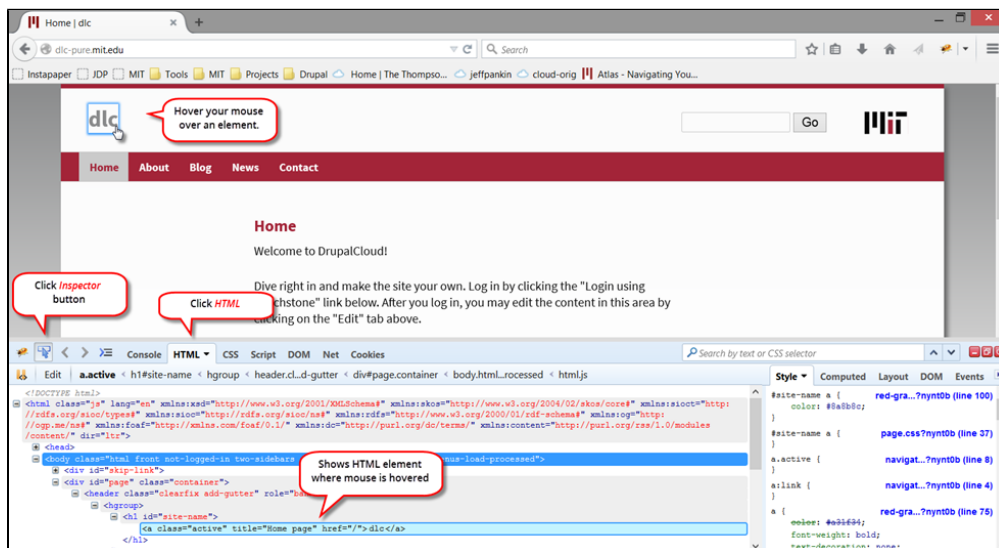 Home | dlc
dlc-pure.mit.edu
Search
Instapaper JDP MIT Tools MIT Projects Drupal Home | The Thompso... jeffpankin cloud-orig Atlas - Navigating You...
dlc
Hover your mouse
over an element.
Go
Home About Blog News Contact
Home
Welcome to DrupalCloud!
Dive right in and make the site your own. Log in by clicking the "Login using
chstone" link below. After you log in, you may edit the content in this area by
clicking on the "Edit" tab above.
Click Inspector
button
Click HTML
Console HTML CSS Script DOM Net Cookies
Search by text or CSS selector
Edit a.active < h1#site-name < hgroup < header.cl...d-gutter < div#page.container < body.html...rocessed < html.js
Style Computed Layout DOM Events
<!DOCTYPE html>
<html class="js" lang="en" xmlns:xsd="http://www.w3.org/2001/XMLSchema#" xmlns:skos="http://www.w3.org/2004/02/skos/core#" xmlns:sioct="http:
//rdfs.org/sioc/types#" xmlns:sioc="http://rdfs.org/sioc/ns#" xmlns:rdfs="http://www.w3.org/2000/01/rdf-schema#" xmlns:og="http:
//ogp.me/ns#" xmlns:foaf="http://xmlns.com/foaf/0.1/" xmlns:dc="http://purl.org/dc/terms/" xmlns:content="http://purl.org/rss/1.0/modules
/content/" dir="ltr">
<head>
<body class="html front not-logged-in two-sidebars nus-load-processed">
<div id="skip-link">
<div id="page" class="container">
<header class="clearfix add-gutter" role="ba
<hgroup>
<h1 id="site-name">
<a class="active" title="Home page" href="/">dlc</a>
</h1>
Shows HTML element
where mouse is hovered
#site-name a { red-gra...?nynt0b (line 100)
color: #8a8b8c;
}
#site-name a { page.css?nynt0b (line 37)
}
a.active { navigat...?nynt0b (line 8)
}
a:link { navigat...?nynt0b (line 4)
}
a { red-gra...?nynt0b (line 75)
color: #a31f34;
font-weight: bold;
text-decoration: none;